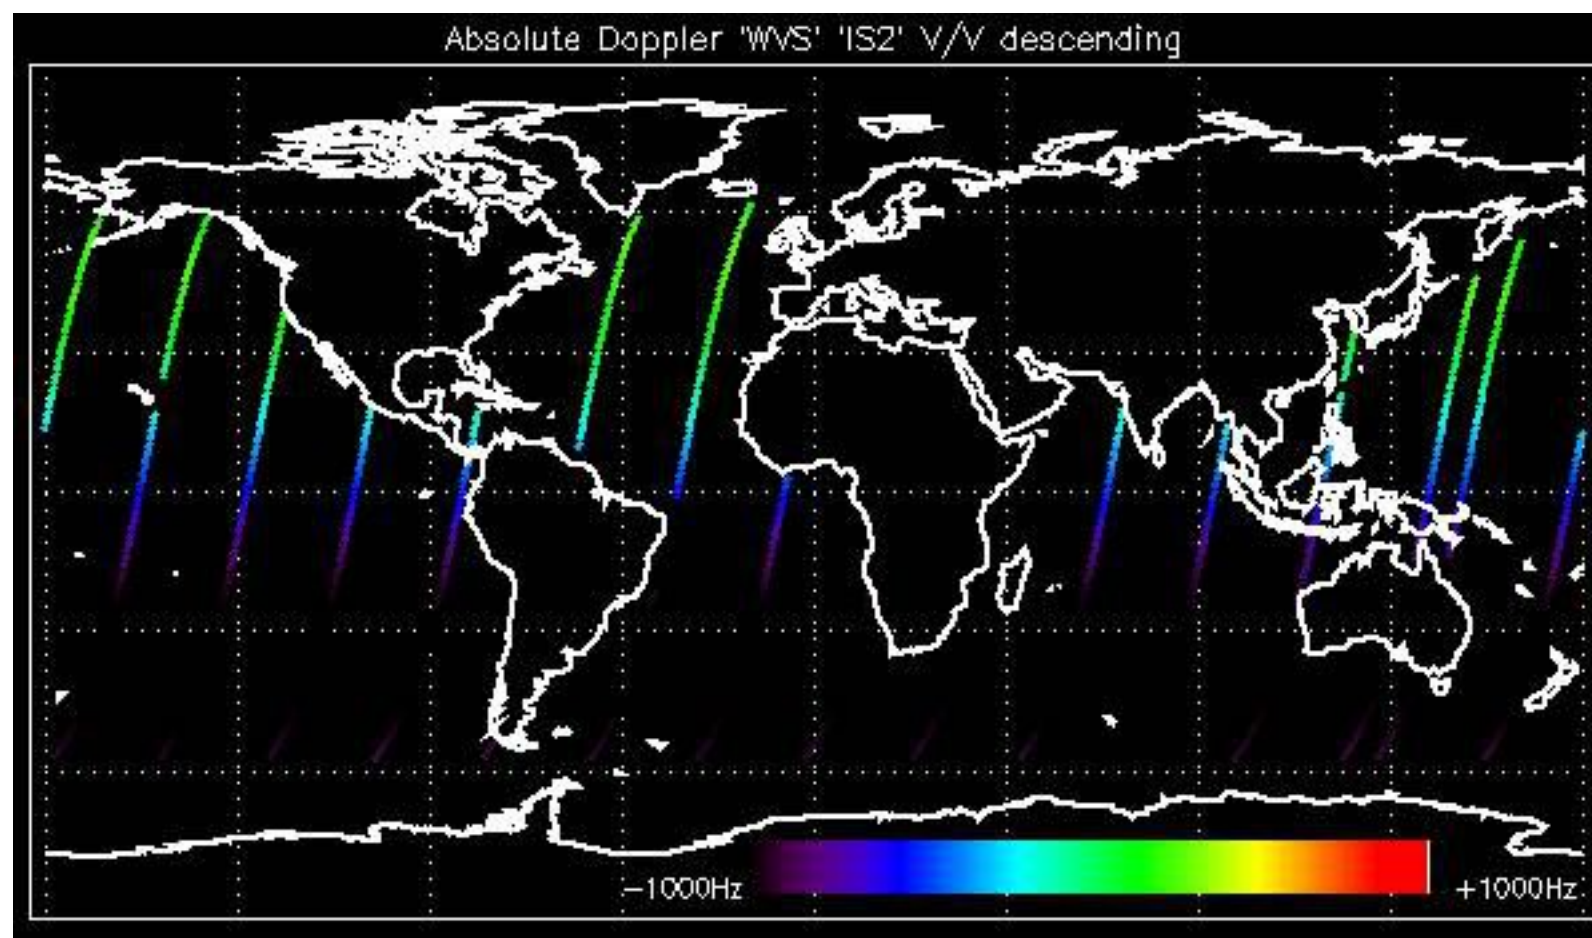 Absolute Doppler 'WVS' 'IS2' V/V descending
-1000Hz
+1000Hz